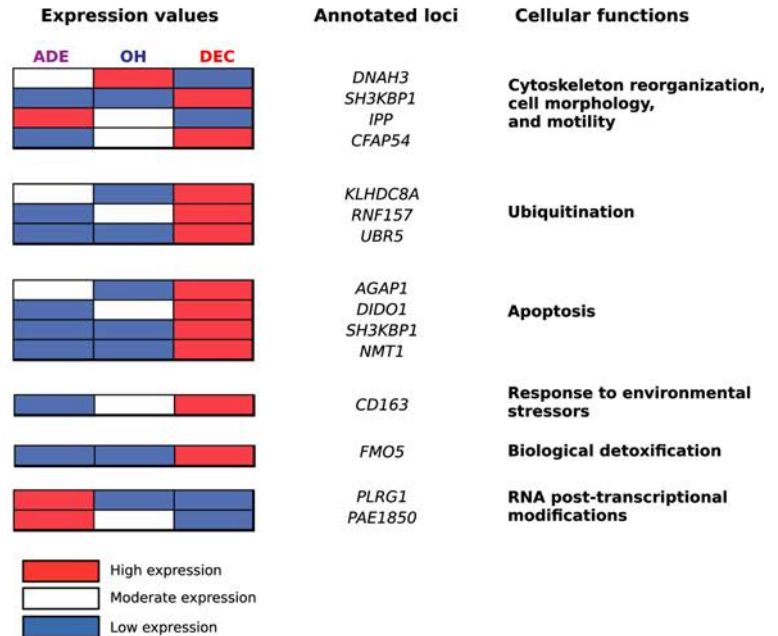 Expression values Annotated loci Cellular functions
ADE OH DEC
DNAH3
SH3KBP1
IPP
CFAP54
Cytoskeleton reorganization,
cell morphology,
and motility
KLHDC8A
RNF157
UBR5
Ubiquitination
AGAP1
DIDO1
SH3KBP1
NMT1
Apoptosis
CD163
Response to environmental
stressors
FMO5
Biological detoxification
PLRG1
PAE1850
RNA post-transcriptional
modifications
High expression
Moderate expression
Low expression